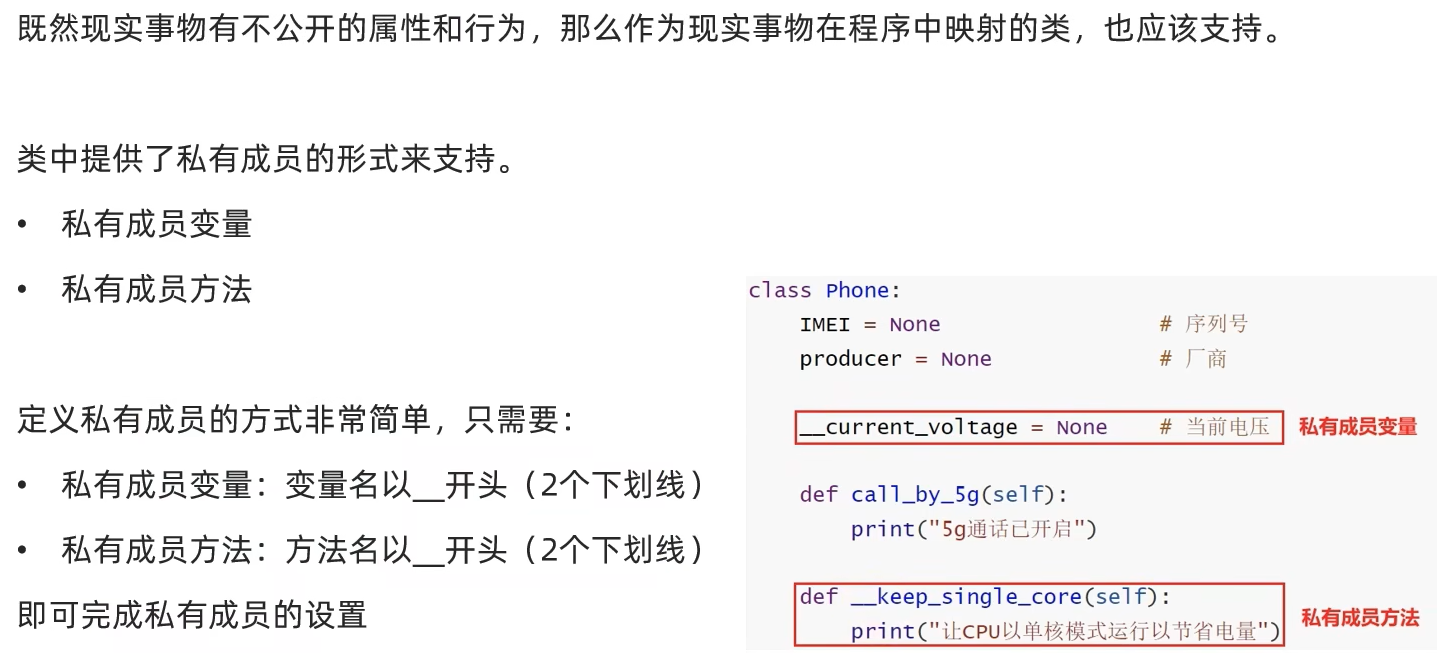 既然现实事物有不公开的属性和行为，那么作为现实事物在程序中映射的类，也应该支持。
类中提供了私有成员的形式来支持。
• 私有成员变量
• 私有成员方法
定义私有成员的方式非常简单，只需要：
• 私有成员变量：变量名以__开头（2个下划线）
• 私有成员方法：方法名以__开头（2个下划线）
即可完成私有成员的设置
class Phone:
    IMEI = None                 # 序列号
    producer = None             # 厂商
    __current_voltage = None    # 当前电压
私有成员变量
    def call_by_5g(self):
        print("5g通话已开启")
    def __keep_single_core(self):
        print("让CPU以单核模式运行以节省电量")
私有成员方法